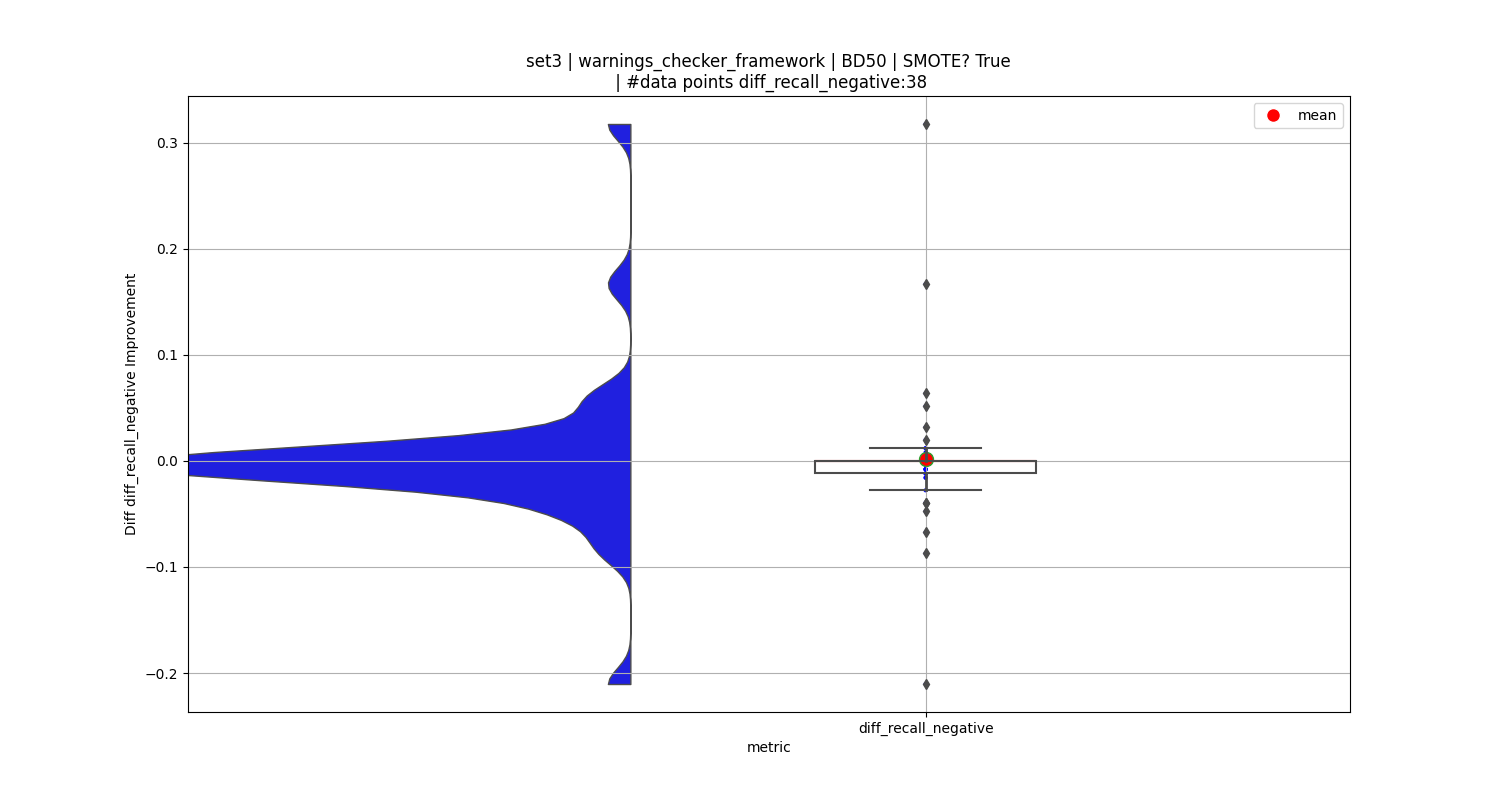 set3 | warnings_checker_framework | BD50 | SMOTE? True
| #data points diff_recall_negative:38
mean
0.3
0.2
0.1
0.0
−0.1
−0.2
Diff diff_recall_negative Improvement
diff_recall_negative
metric